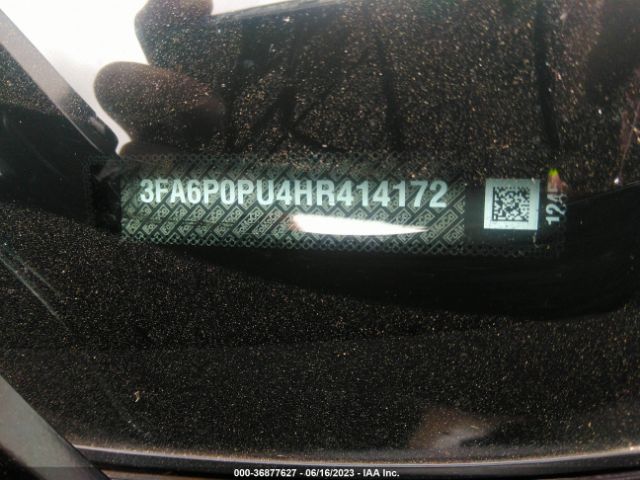 3FA6P0PU4HR414172
000-36877627 - 06/16/2023 - IAA Inc.